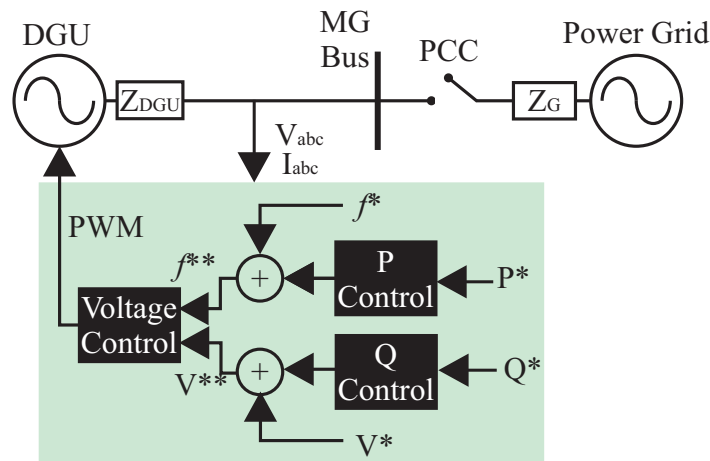 DGU
MG
Bus
PCC
Power Grid
ZDGU
ZG
Vabc
Iabc
PWM
f*
f**
+
P
Control
P*
Voltage
Control
V**
+
Q
Control
Q*
V*